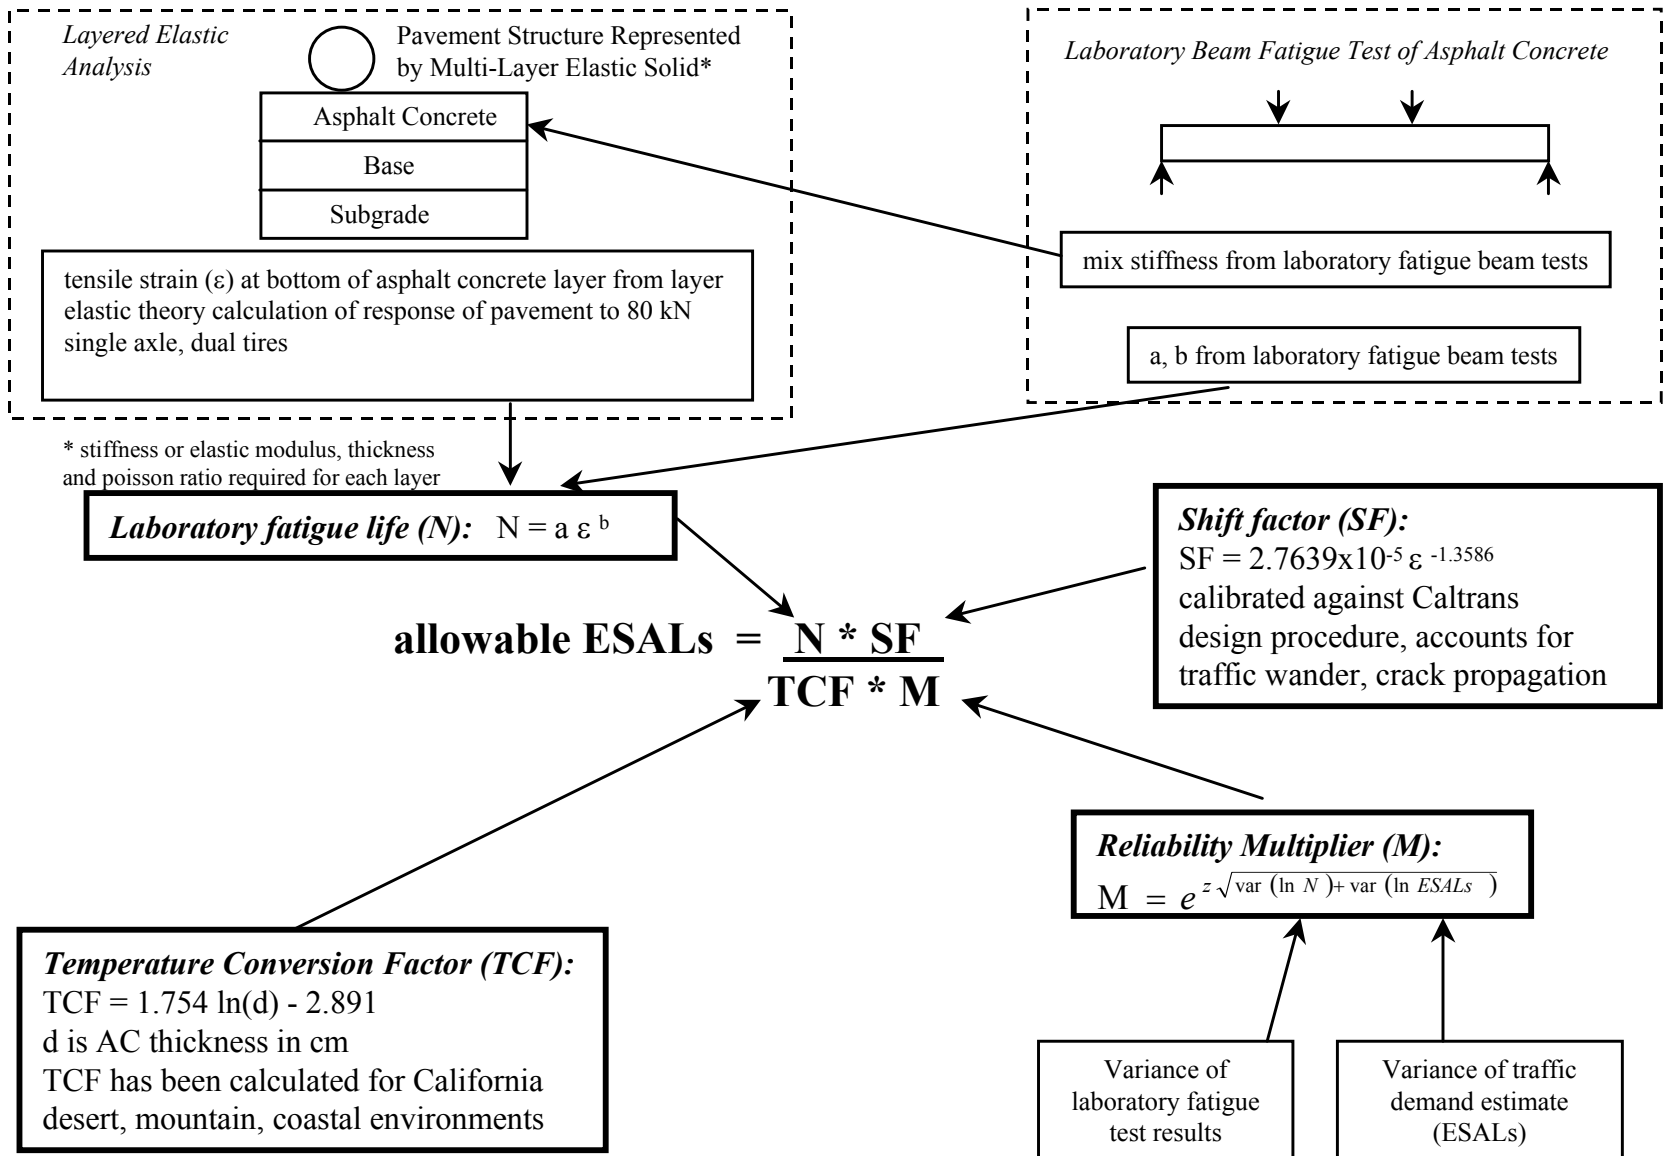 Layered Elastic
Analysis
Pavement Structure Represented
by Multi-Layer Elastic Solid*
Asphalt Concrete
Base
Subgrade
tensile strain (ε) at bottom of asphalt concrete layer from layer
elastic theory calculation of response of pavement to 80 kN
single axle, dual tires
* stiffness or elastic modulus, thickness
and poisson ratio required for each layer
Laboratory Beam Fatigue Test of Asphalt Concrete
mix stiffness from laboratory fatigue beam tests
a, b from laboratory fatigue beam tests
Laboratory fatigue life (N): N = a ε ᵇ
Shift factor (SF):
SF = 2.7639x10⁻⁵ ε ⁻¹·³⁵⁸⁶
calibrated against Caltrans
design procedure, accounts for
traffic wander, crack propagation
allowable ESALs = N * SF
TCF * M
Reliability Multiplier (M):
M = e^{z √(var (ln N) + var (ln ESALs ))}
Temperature Conversion Factor (TCF):
TCF = 1.754 ln(d) - 2.891
d is AC thickness in cm
TCF has been calculated for California
desert, mountain, coastal environments
Variance of
laboratory fatigue
test results
Variance of traffic
demand estimate
(ESALs)